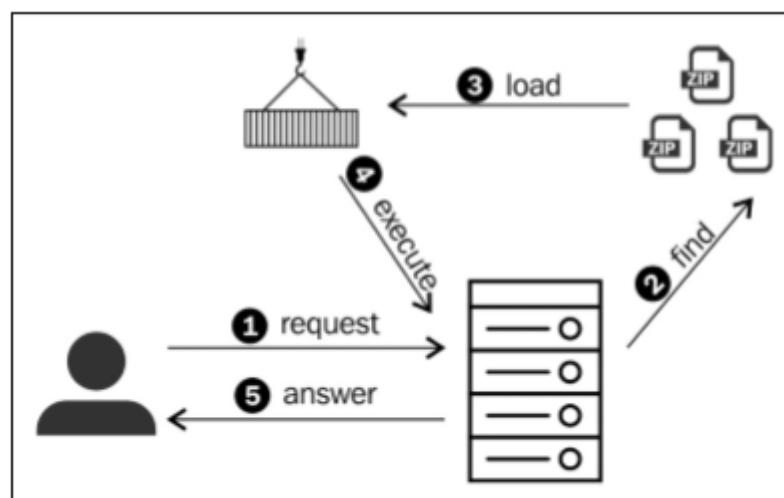 ZIP
3 load
ZIP ZIP
4 execute
2 find
1 request
5 answer